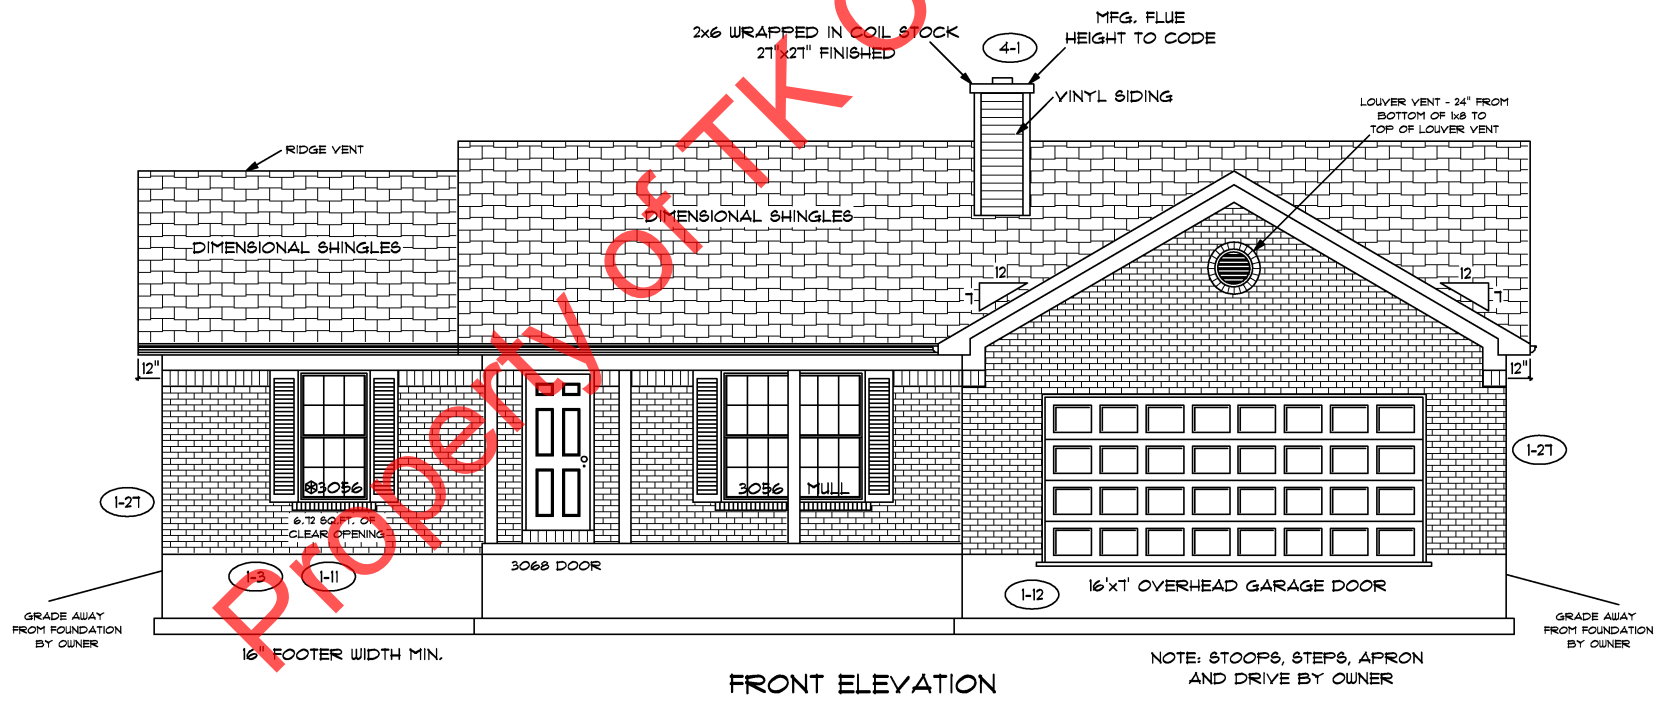 MFG. FLUE
HEIGHT TO CODE
2x6 WRAPPED IN COIL STOCK
27"x27" FINISHED
4-1
VINYL SIDING
LOUVER VENT - 24" FROM
BOTTOM OF 1x8 TO
TOP OF LOUVER VENT
RIDGE VENT
DIMENSIONAL SHINGLES
DIMENSIONAL SHINGLES
12
7
12
7
12"
12"
3056
3056 MULL
6.72 SQ.FT. OF
CLEAR OPENING
1-27
1-27
3068 DOOR
1-3
1-11
1-12
16'x7' OVERHEAD GARAGE DOOR
GRADE AWAY
FROM FOUNDATION
BY OWNER
GRADE AWAY
FROM FOUNDATION
BY OWNER
16" FOOTER WIDTH MIN.
NOTE: STOOPS, STEPS, APRON
AND DRIVE BY OWNER
FRONT ELEVATION
Property of TK